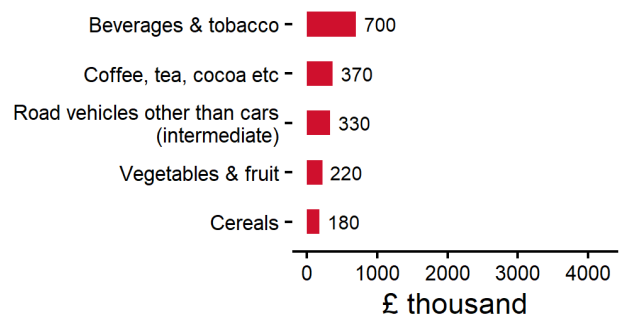 Beverages & tobacco 700
Coffee, tea, cocoa etc 370
Road vehicles other than cars
(intermediate) 330
Vegetables & fruit 220
Cereals 180
0 1000 2000 3000 4000
£ thousand